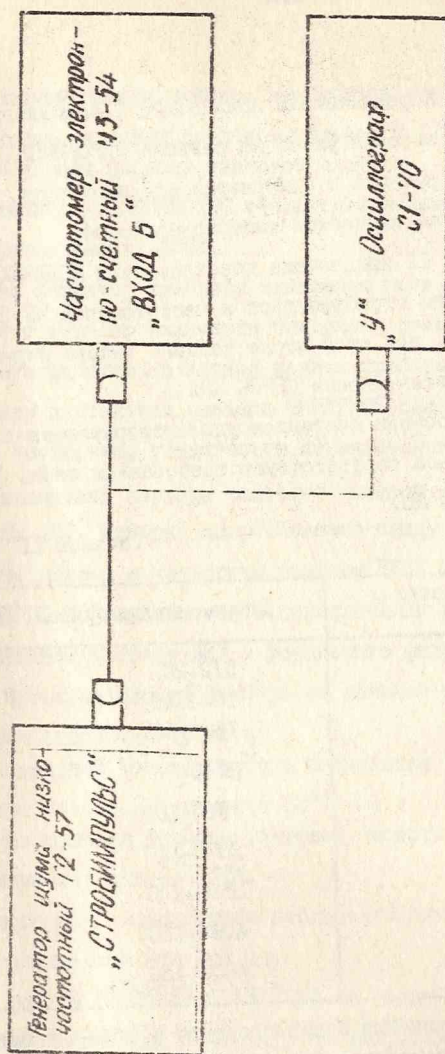 Генератор шума низко-
частотный Г2-57
„СТРОБИМПУЛЬС"
Частотомер электрон-
но-счетный Ч3-54
„ВХОД Б"
„У" Осциллограф
С1-70